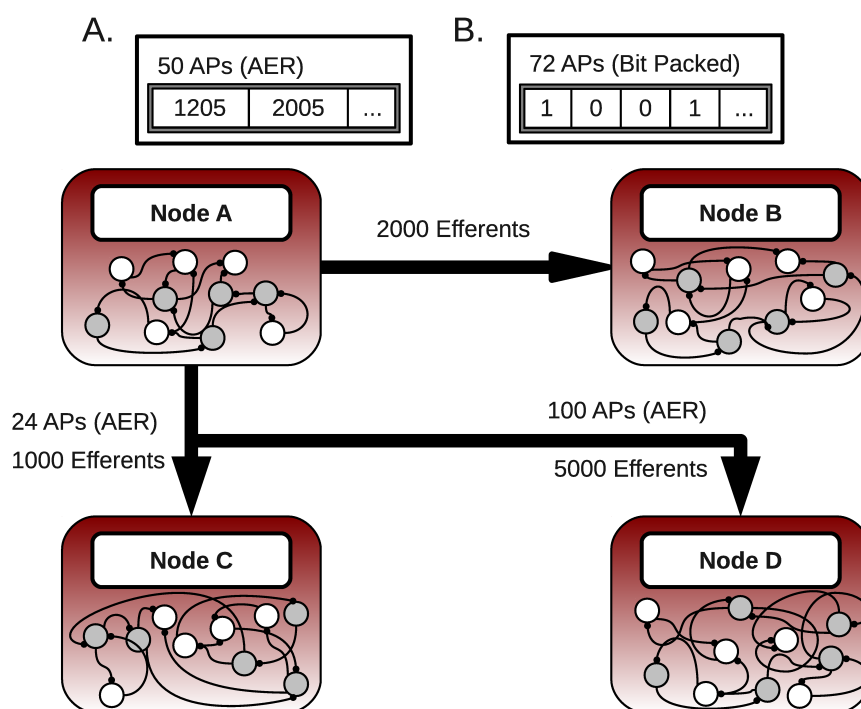 A.
50 APs (AER)
1205 2005 ...
B.
72 APs (Bit Packed)
1 0 0 1 ...
Node A
2000 Efferents
Node B
24 APs (AER)
1000 Efferents
100 APs (AER)
5000 Efferents
Node C
Node D